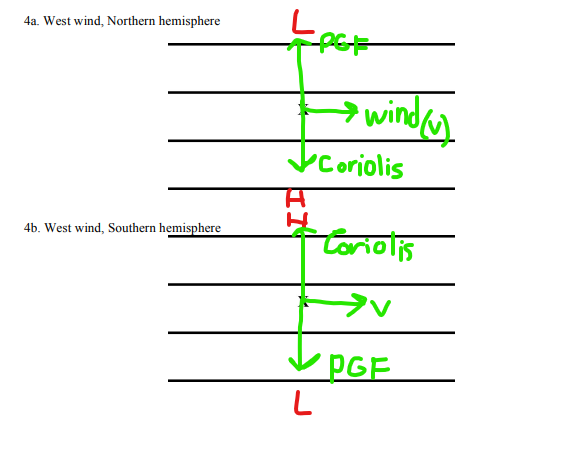 4a. West wind, Northern hemisphere
L
PGF
x
wind(v)
Coriolis
H
H
4b. West wind, Southern hemisphere
Coriolis
x
V
PGF
L